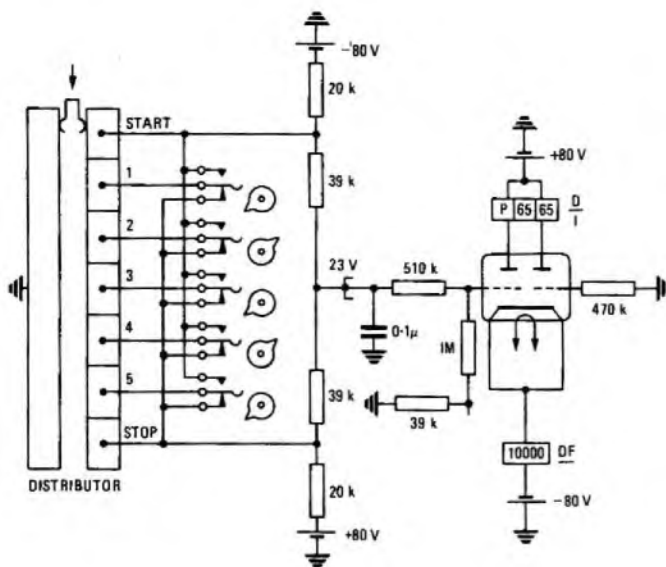 -80 V
20 k
START
+80 V
1
39 k
P 65 65 D
I
2
23 V
510 k
3
470 k
0·1µ
4
1M
39 k
5
39 k
STOP
10000 DF
DISTRIBUTOR
20 k
-80 V
+80 V